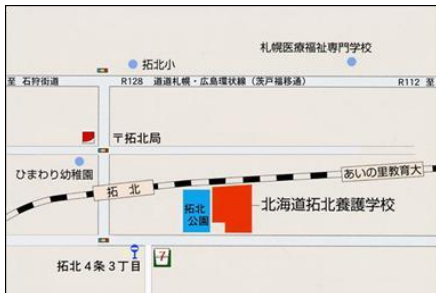 拓北小
札幌医療福祉専門学校
至 石狩街道
R128 道道札幌・広島環状線（茨戸福移通）
R112 至
〒拓北局
ひまわり幼稚園
拓北
あいの里教育大
拓北
公園
北海道拓北養護学校
拓北4条3丁目
7